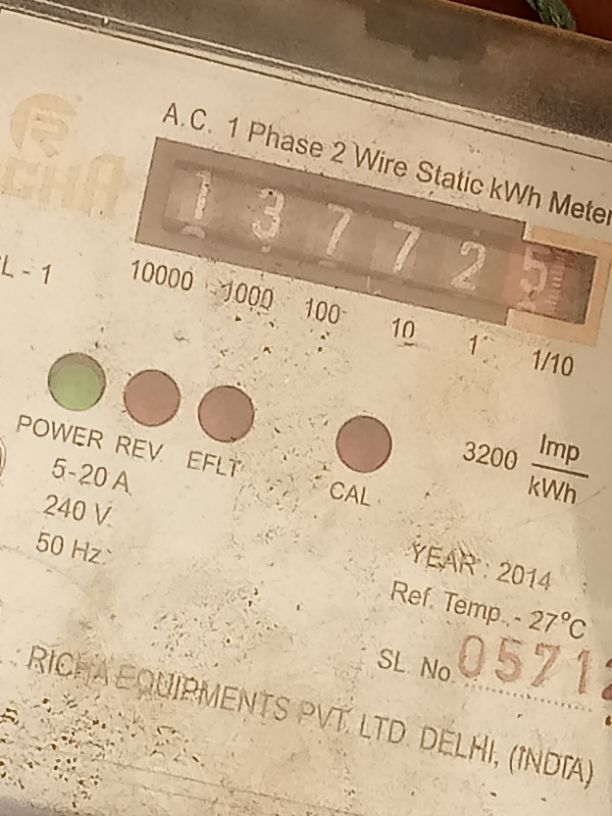 A.C. 1 Phase 2 Wire Static kWh Meter
RICHA
1 3 7 7 2 5
L - 1
10000 1000 100 10 1 1/10
POWER REV EFLT CAL
3200 Imp
kWh
5-20 A
240 V
50 Hz
YEAR : 2014
Ref. Temp. - 27°C
SL No 05712
RICHA EQUIPMENTS PVT. LTD. DELHI, (INDIA)